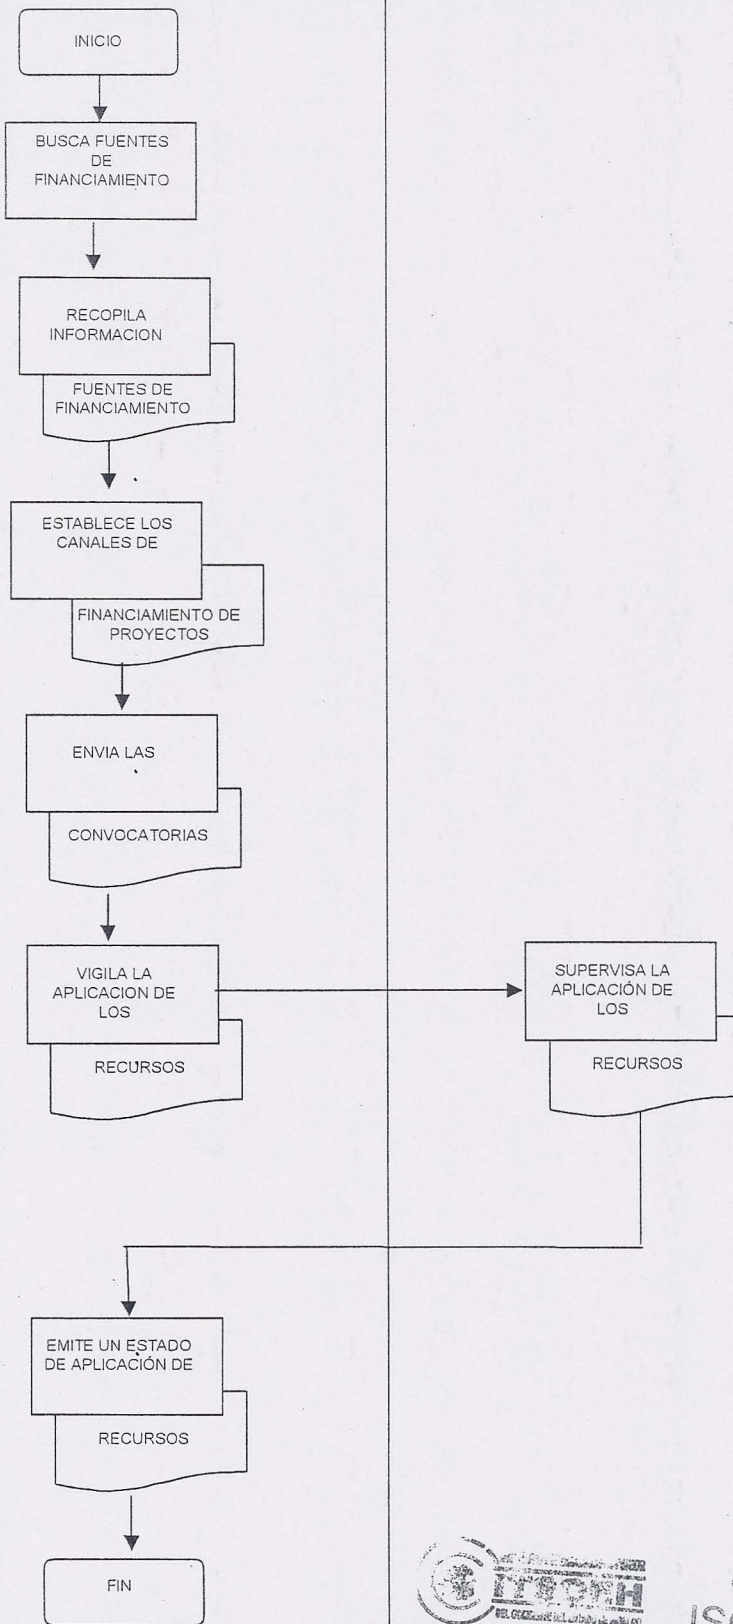 INICIO
BUSCA FUENTES
DE
FINANCIAMIENTO
RECOPILA
INFORMACION
FUENTES DE
FINANCIAMIENTO
ESTABLECE LOS
CANALES DE
FINANCIAMIENTO DE
PROYECTOS
ENVIA LAS
CONVOCATORIAS
VIGILA LA
APLICACION DE
LOS
RECURSOS
SUPERVISA LA
APLICACIÓN DE
LOS
RECURSOS
EMITE UN ESTADO
DE APLICACIÓN DE
RECURSOS
FIN